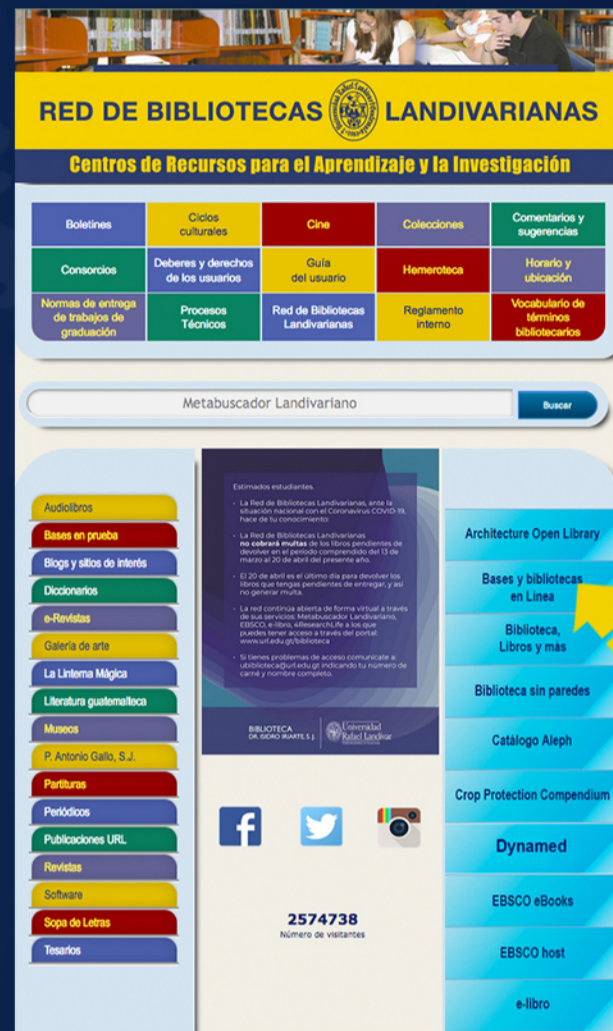 RED DE BIBLIOTECAS LANDIVARIANAS
Centros de Recursos para el Aprendizaje y la Investigación
Boletines
Ciclos
culturales
Cine
Colecciones
Comentarios y
sugerencias
Consorcios
Deberes y derechos
de los usuarios
Guía
del usuario
Hemeroteca
Horario y
ubicación
Normas de entrega
de trabajos de
graduación
Procesos
Técnicos
Red de Bibliotecas
Landivarianas
Reglamento
interno
Vocabulario de
términos
bibliotecarios
Metabuscador Landivariano
Buscar
Audiolibros
Bases en prueba
Blogs y sitios de interés
Diccionarios
e-Revistas
Galería de arte
La Linterna Mágica
Literatura guatemalteca
Museos
P. Antonio Gallo, S.J.
Partituras
Periódicos
Publicaciones URL
Revistas
Software
Sopa de Letras
Tesarios
Estimados estudiantes.
- La Red de Bibliotecas Landivarianas, ante la
situación nacional con el Coronavirus COVID-19,
hace de tu conocimiento:
- La Red de Bibliotecas Landivarianas
no cobrará multas de los libros pendientes de
devolver en el período comprendido del 13 de
marzo al 20 de abril del presente año.
- El 20 de abril es el último día para devolver los
libros que tengas pendientes de entregar, y así
no generar multa.
- La red continúa abierta de forma virtual a través
de sus servicios: Metabuscador Landivariano,
EBSCO, e-libro, 4ResearchLife a los que
puedes tener acceso a través del portal:
www.url.edu.gt/biblioteca
- Si tienes problemas de acceso comunícate a:
ubiblioteca@url.edu.gt indicando tu número de
carné y nombre completo.
BIBLIOTECA
DR. ISIDRO IRIARTE, S. J.
Universidad
Rafael Landívar
2574738
Número de visitantes
Architecture Open Library
Bases y bibliotecas
en Línea
Biblioteca,
Libros y más
Biblioteca sin paredes
Catálogo Aleph
Crop Protection Compendium
Dynamed
EBSCO eBooks
EBSCO host
e-libro